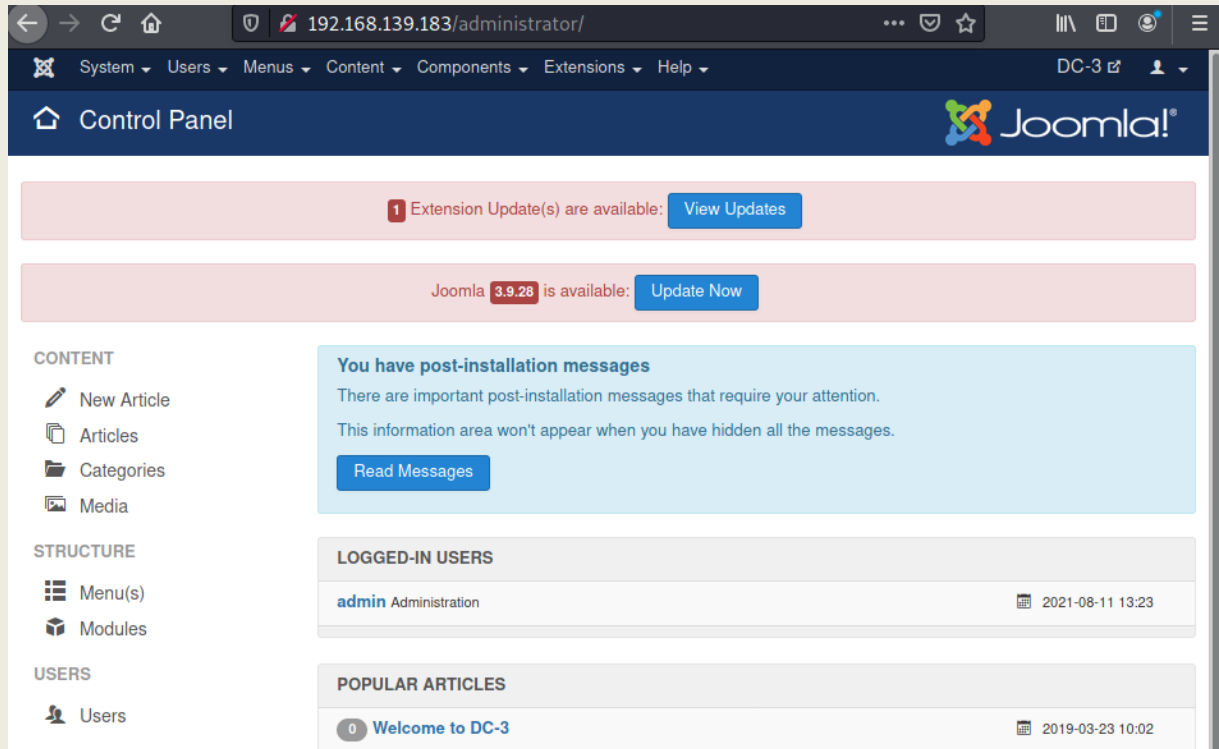 192.168.139.183/administrator/
System Users Menus Content Components Extensions Help DC-3
Control Panel Joomla!®
1 Extension Update(s) are available: View Updates
Joomla 3.9.28 is available: Update Now
CONTENT
New Article
Articles
Categories
Media
STRUCTURE
Menu(s)
Modules
USERS
Users
You have post-installation messages
There are important post-installation messages that require your attention.
This information area won't appear when you have hidden all the messages.
Read Messages
LOGGED-IN USERS
admin Administration 2021-08-11 13:23
POPULAR ARTICLES
0 Welcome to DC-3 2019-03-23 10:02